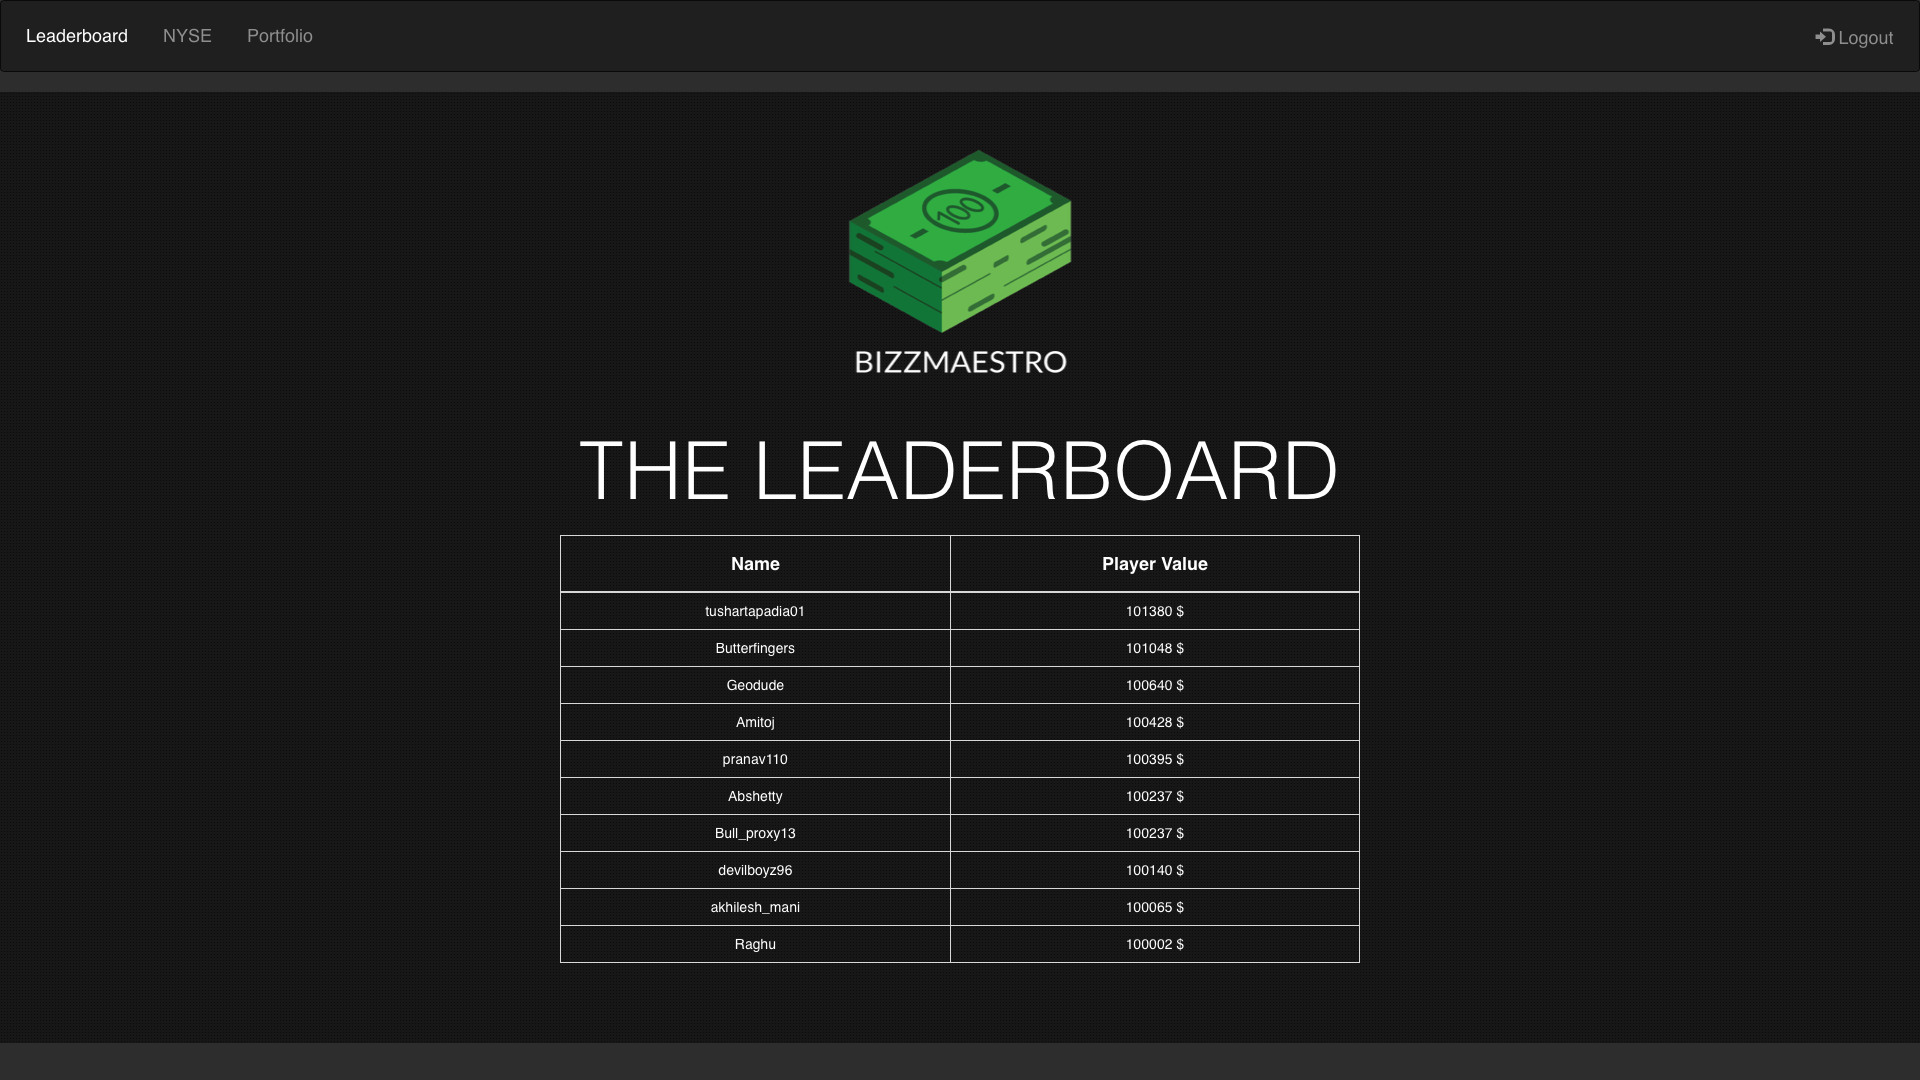 Leaderboard NYSE Portfolio Logout
100
BIZZMAESTRO
THE LEADERBOARD
Name Player Value
tushartapadia01 101380 $
Butterfingers 101048 $
Geodude 100640 $
Amitoj 100428 $
pranav110 100395 $
Abshetty 100237 $
Bull_proxy13 100237 $
devilboyz96 100140 $
akhilesh_mani 100065 $
Raghu 100002 $